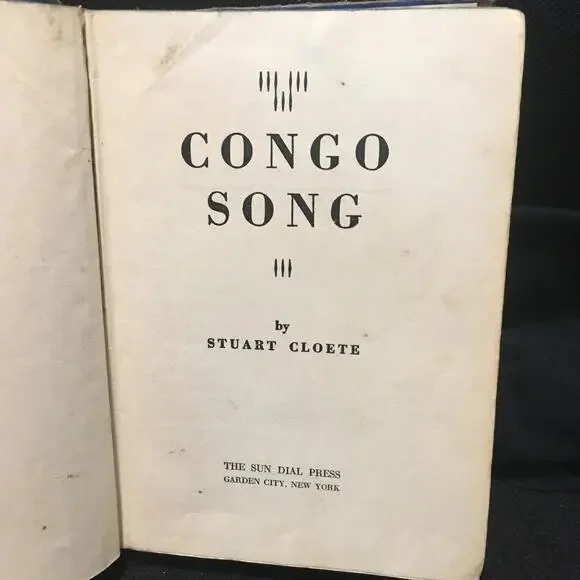 CONGO
SONG
by
STUART CLOETE
THE SUN DIAL PRESS
GARDEN CITY, NEW YORK